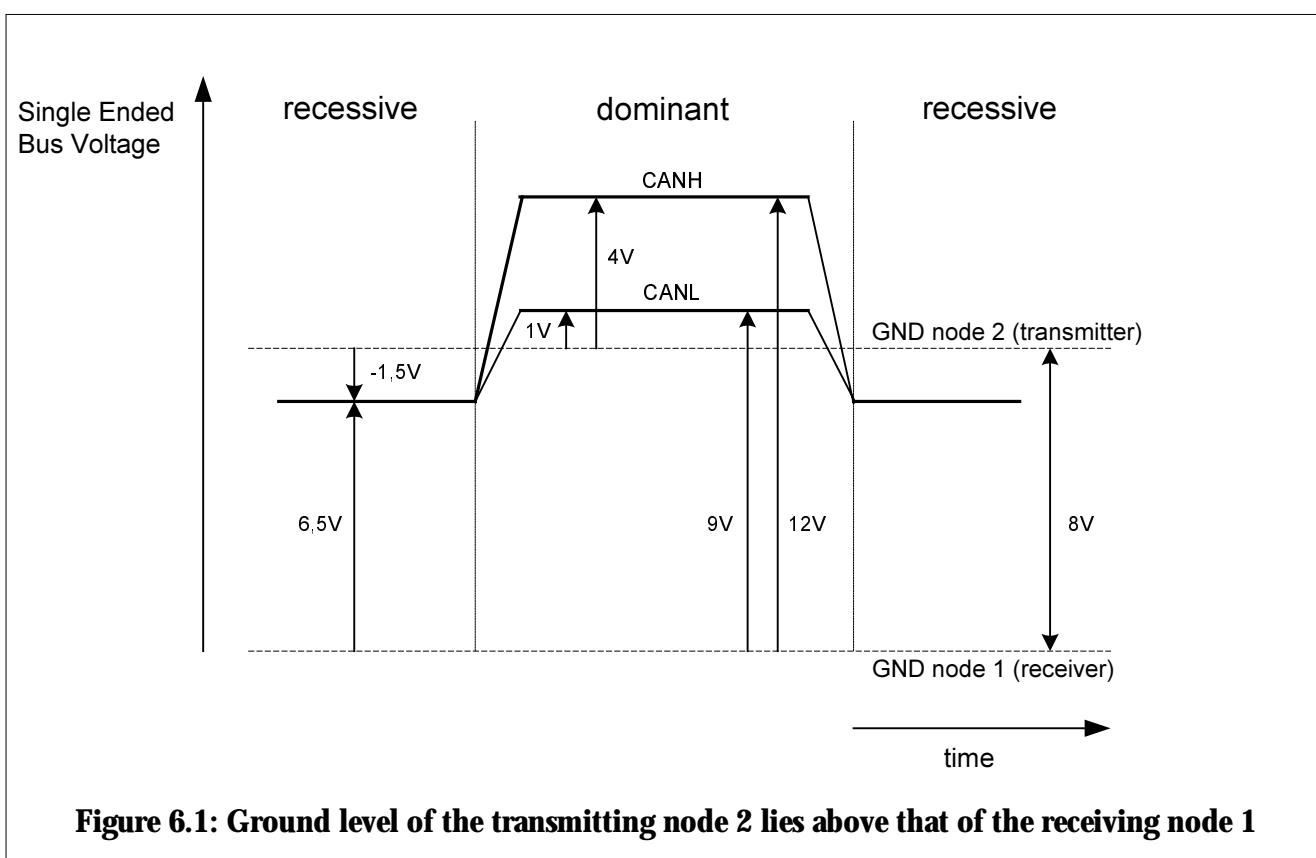 Single Ended
Bus Voltage
recessive
dominant
recessive
CANH
4V
CANL
1V
GND node 2 (transmitter)
-1,5V
6,5V
9V
12V
8V
GND node 1 (receiver)
time
Figure 6.1: Ground level of the transmitting node 2 lies above that of the receiving node 1